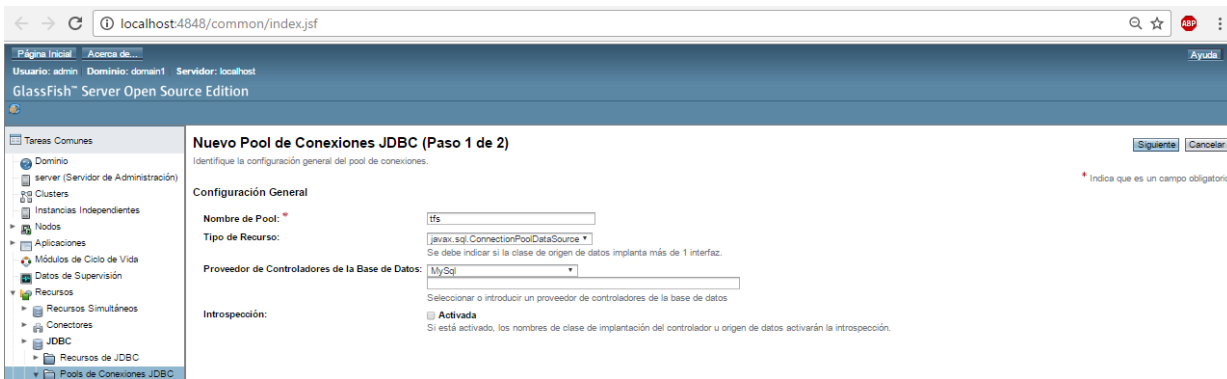 localhost:4848/common/index.jsf
ABP
Página Inicial Acerca de... Ayuda
Usuario: admin Dominio: domain1 Servidor: localhost
GlassFish™ Server Open Source Edition
Tareas Comunes
Dominio
server (Servidor de Administración)
Clusters
Instancias Independientes
Nodos
Aplicaciones
Módulos de Ciclo de Vida
Datos de Supervisión
Recursos
Recursos Simultáneos
Conectores
JDBC
Recursos de JDBC
Pools de Conexiones JDBC
Nuevo Pool de Conexiones JDBC (Paso 1 de 2)
Siguiente Cancelar
Identifique la configuración general del pool de conexiones.
* Indica que es un campo obligatorio
Configuración General
Nombre de Pool: * tfs
Tipo de Recurso: javax.sql.ConnectionPoolDataSource
Se debe indicar si la clase de origen de datos implanta más de 1 interfaz.
Proveedor de Controladores de la Base de Datos: MySql
Seleccionar o introducir un proveedor de controladores de la base de datos
Introspección: Activada
Si está activado, los nombres de clase de implantación del controlador u origen de datos activarán la introspección.